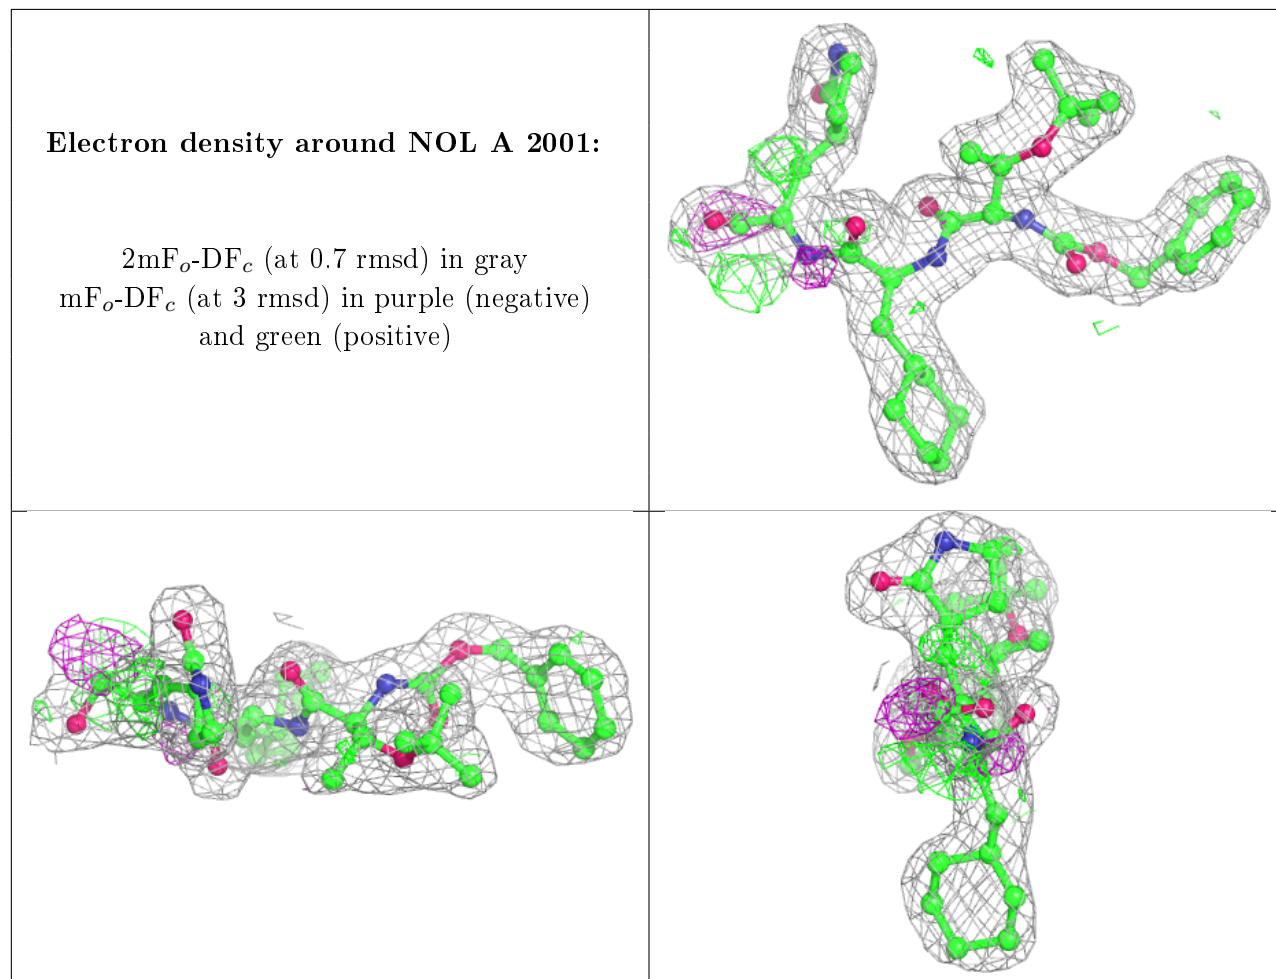 Electron density around NOL A 2001:
2mFo-DFc (at 0.7 rmsd) in gray
mFo-DFc (at 3 rmsd) in purple (negative)
and green (positive)